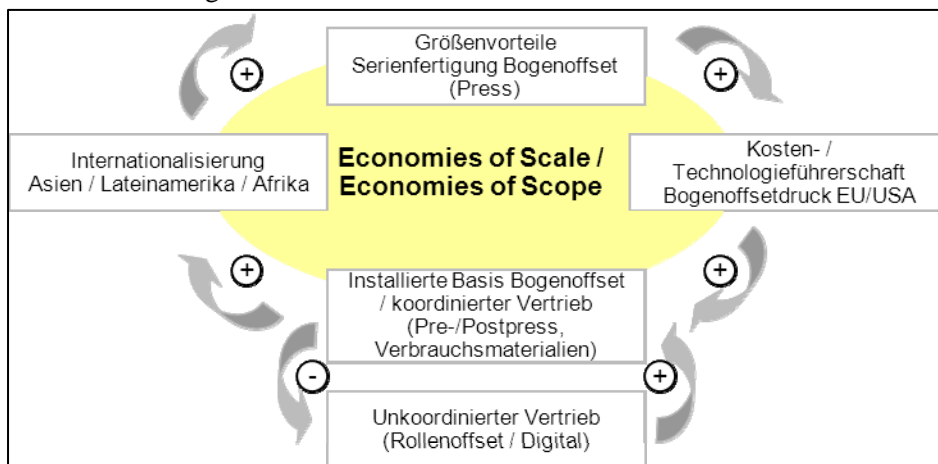 Größenvorteile
Serienfertigung Bogenoffset
(Press)
+
+
Internationalisierung
Asien / Lateinamerika / Afrika
Economies of Scale /
Economies of Scope
Kosten- /
Technologieführerschaft
Bogenoffsetdruck EU/USA
+
+
Installierte Basis Bogenoffset
/ koordinierter Vertrieb
(Pre-/Postpress,
Verbrauchsmaterialien)
-
+
Unkoordinierter Vertrieb
(Rollenoffset / Digital)